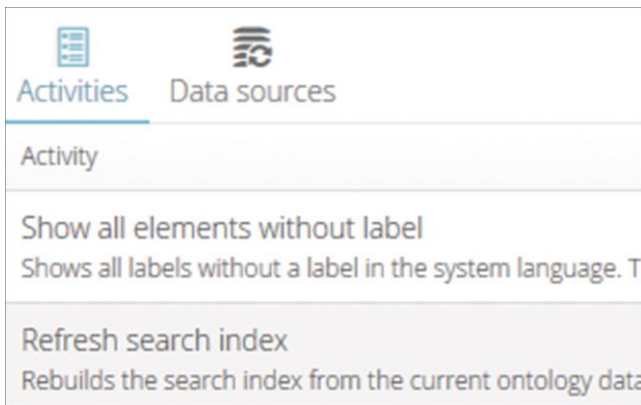 Activities Data sources
Activity
Show all elements without label
Shows all labels without a label in the system language. T
Refresh search index
Rebuilds the search index from the current ontology data